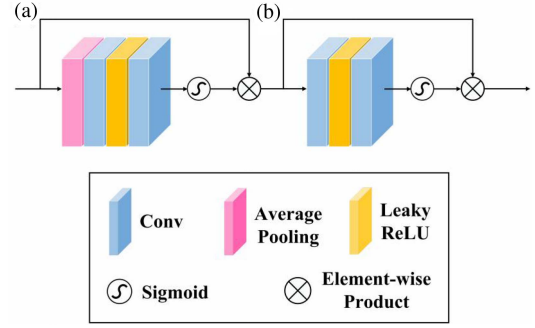 (a)
(b)
Conv
Average
Pooling
Leaky
ReLU
Sigmoid
Element-wise
Product